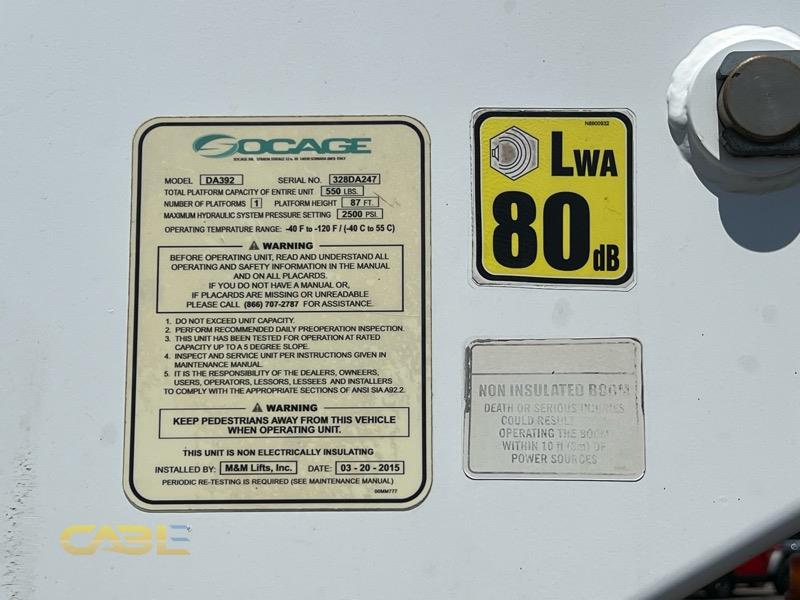 SOCAGE
MODEL DA392 SERIAL NO. 328DA247
TOTAL PLATFORM CAPACITY OF ENTIRE UNIT 550 LBS.
NUMBER OF PLATFORMS 1 PLATFORM HEIGHT 87 FT.
MAXIMUM HYDRAULIC SYSTEM PRESSURE SETTING 2500 PSI.
OPERATING TEMPRATURE RANGE: -40 F to -120 F / (-40 C to 55 C)
WARNING
BEFORE OPERATING UNIT, READ AND UNDERSTAND ALL
OPERATING AND SAFETY INFORMATION IN THE MANUAL
AND ON ALL PLACARDS.
IF YOU DO NOT HAVE A MANUAL OR,
IF PLACARDS ARE MISSING OR UNREADABLE
PLEASE CALL (866) 707-2787 FOR ASSISTANCE.
1. DO NOT EXCEED UNIT CAPACITY.
2. PERFORM RECOMMENDED DAILY PREOPERATION INSPECTION.
3. THIS UNIT HAS BEEN TESTED FOR OPERATION AT RATED
CAPACITY UP TO A 5 DEGREE SLOPE.
4. INSPECT AND SERVICE UNIT PER INSTRUCTIONS GIVEN IN
MAINTENANCE MANUAL.
5. IT IS THE RESPONSIBILITY OF THE DEALERS, OWNEERS,
USERS, OPERATORS, LESSORS, LESSEES AND INSTALLERS
TO COMPLY WITH THE APPROPRIATE SECTIONS OF ANSI SIA A92.2.
WARNING
KEEP PEDESTRIANS AWAY FROM THIS VEHICLE
WHEN OPERATING UNIT.
THIS UNIT IS NON ELECTRICALLY INSULATING
INSTALLED BY: M&M Lifts, Inc. DATE: 03-20-2015
PERIODIC RE-TESTING IS REQUIRED (SEE MAINTENANCE MANUAL)
00MM777
N8900932
LWA
80 dB
NON INSULATED BOOM
DEATH OR SERIOUS INJURIES
COULD RESULT
OPERATING THE BOOM
WITHIN 10 ft (3m) OF
POWER SOURCES
CABLE